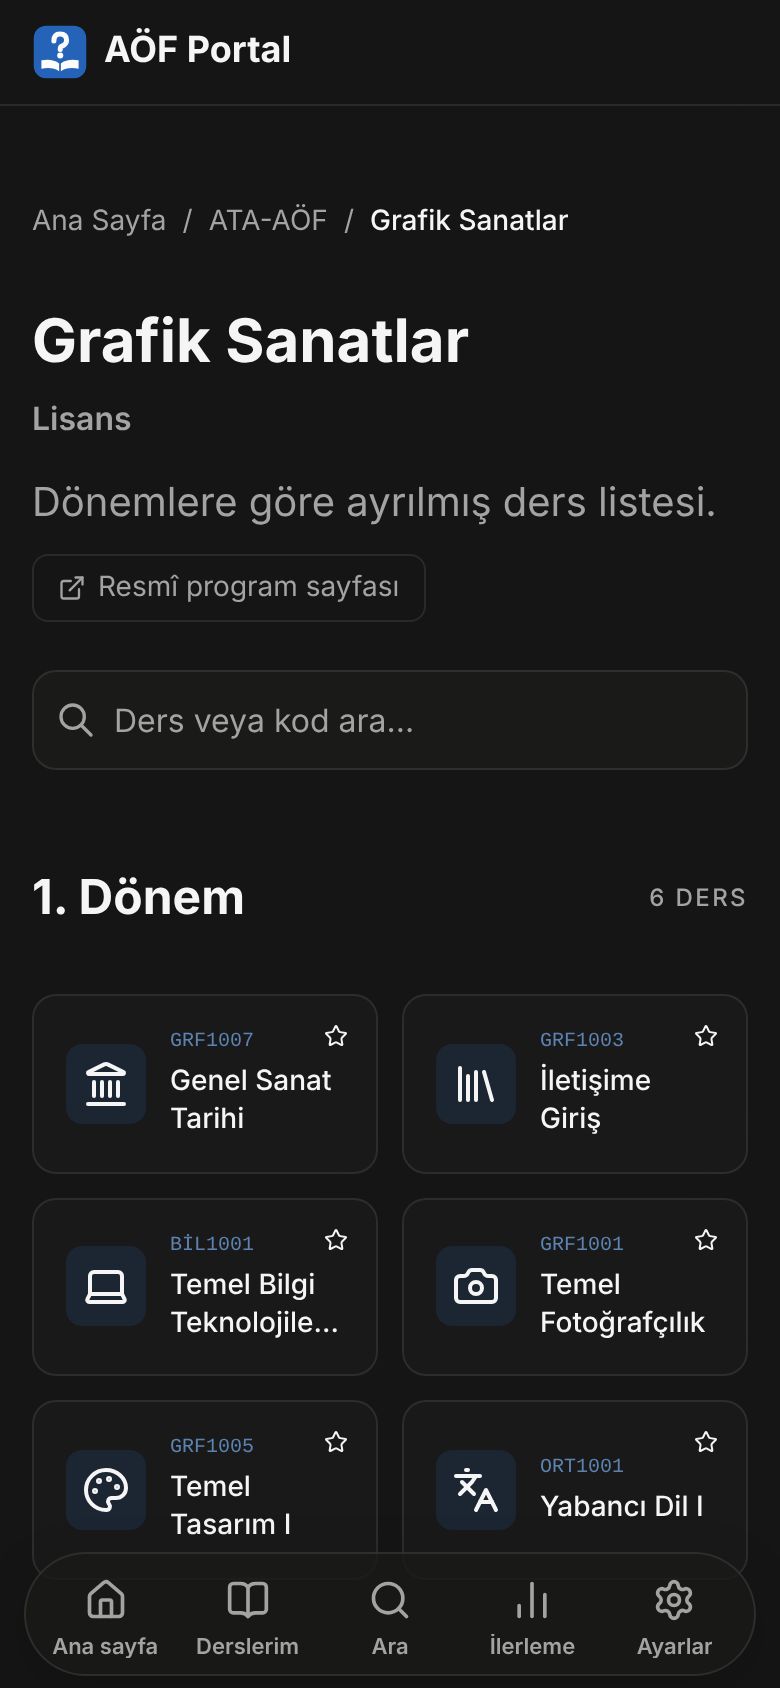 AÖF Portal
Ana Sayfa / ATA-AÖF / Grafik Sanatlar
Grafik Sanatlar
Lisans
Dönemlere göre ayrılmış ders listesi.
Resmî program sayfası
Ders veya kod ara...
1. Dönem
6 DERS
GRF1007
Genel Sanat
Tarihi
GRF1003
İletişime
Giriş
BİL1001
Temel Bilgi
Teknolojile...
GRF1001
Temel
Fotoğrafçılık
GRF1005
Temel
Tasarım I
ORT1001
Yabancı Dil I
Ana sayfa
Derslerim
Ara
İlerleme
Ayarlar